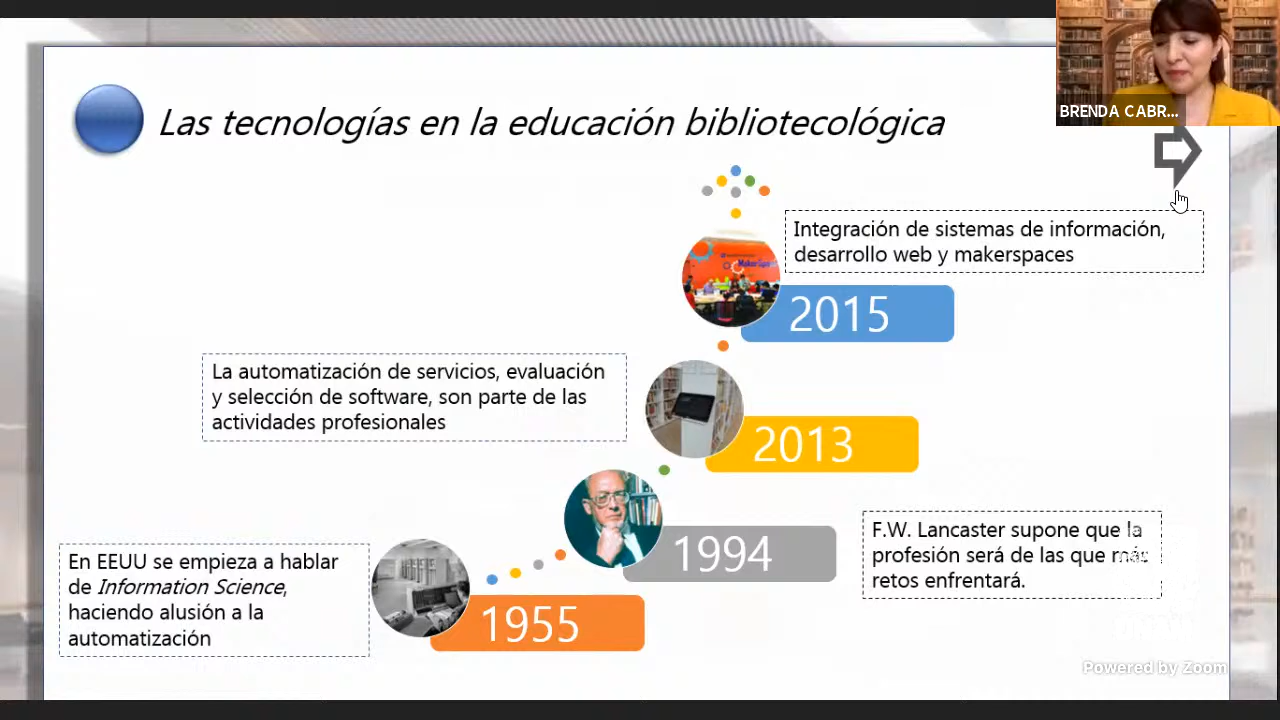 BRENDA CABR...
Las tecnologías en la educación bibliotecológica
Integración de sistemas de información,
desarrollo web y makerspaces
2015
La automatización de servicios, evaluación
y selección de software, son parte de las
actividades profesionales
2013
F.W. Lancaster supone que la
profesión será de las que más
retos enfrentará.
1994
En EEUU se empieza a hablar
de Information Science,
haciendo alusión a la
automatización
1955
Powered by Zoom